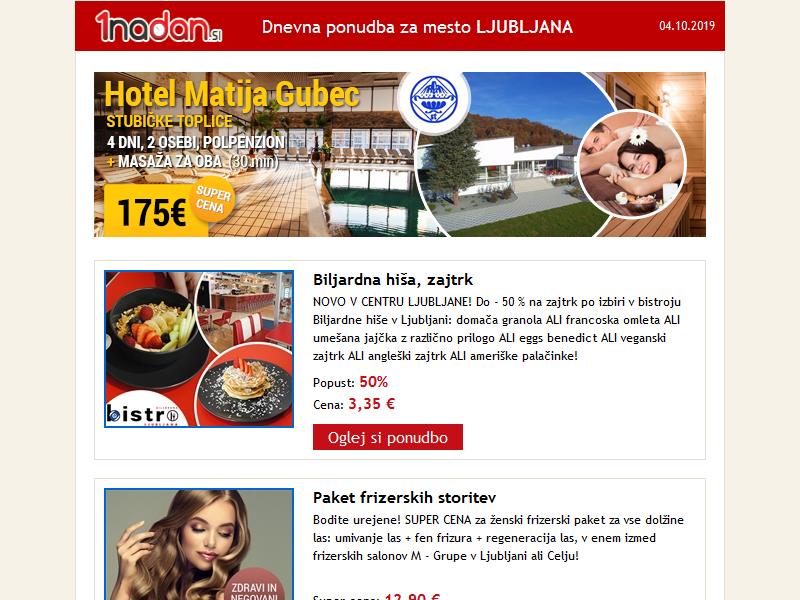 1nadan.si
Dnevna ponudba za mesto LJUBLJANA
04.10.2019
Hotel Matija Gubec
STUBIČKE TOPLICE
4 DNI, 2 OSEBI, POLPENZION
+ MASAŽA ZA OBA (30 min)
175€
SUPER
CENA
Biljardna hiša, zajtrk
NOVO V CENTRU LJUBLJANE! Do - 50 % na zajtrk po izbiri v bistroju
Biljardne hiše v Ljubljani: domača granola ALI francoska omleta ALI
umešana jajčka z različno prilogo ALI eggs benedict ALI veganski
zajtrk ALI angleški zajtrk ALI ameriške palačinke!
Popust: 50%
Cena: 3,35 €
Oglej si ponudbo
bistro
LJUBLJANA
Paket frizerskih storitev
Bodite urejene! SUPER CENA za ženski frizerski paket za vse dolžine
las: umivanje las + fen frizura + regeneracija las, v enem izmed
frizerskih salonov M - Grupe v Ljubljani ali Celju!
ZDRAVI IN
NEGOVANI
Super cena: 12,90 €